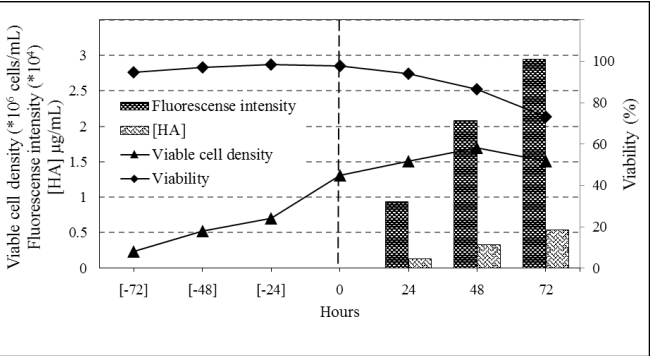 Viable cell density (*10⁶ cells/mL)
Fluorescense intensity (*10⁴)
[HA] µg/mL)
3
2.5
2
1.5
1
0.5
0
Fluorescense intensity
[HA]
Viable cell density
Viability
100
80
60
40
20
0
Viability (%)
[-72] [-48] [-24] 0 24 48 72
Hours